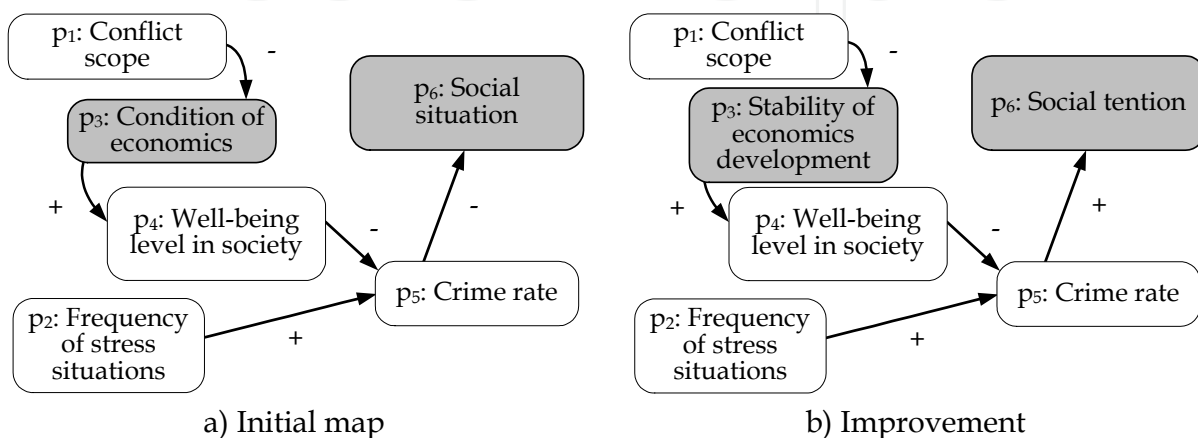 p1: Conflict
scope
-
p3: Condition of
economics
+
p4: Well-being
level in society
-
p6: Social
situation
-
p5: Crime rate
p2: Frequency
of stress
situations
+
a) Initial map
p1: Conflict
scope
-
p3: Stability of
economics
development
+
p4: Well-being
level in society
-
p6: Social tention
+
p5: Crime rate
p2: Frequency
of stress
situations
+
b) Improvement